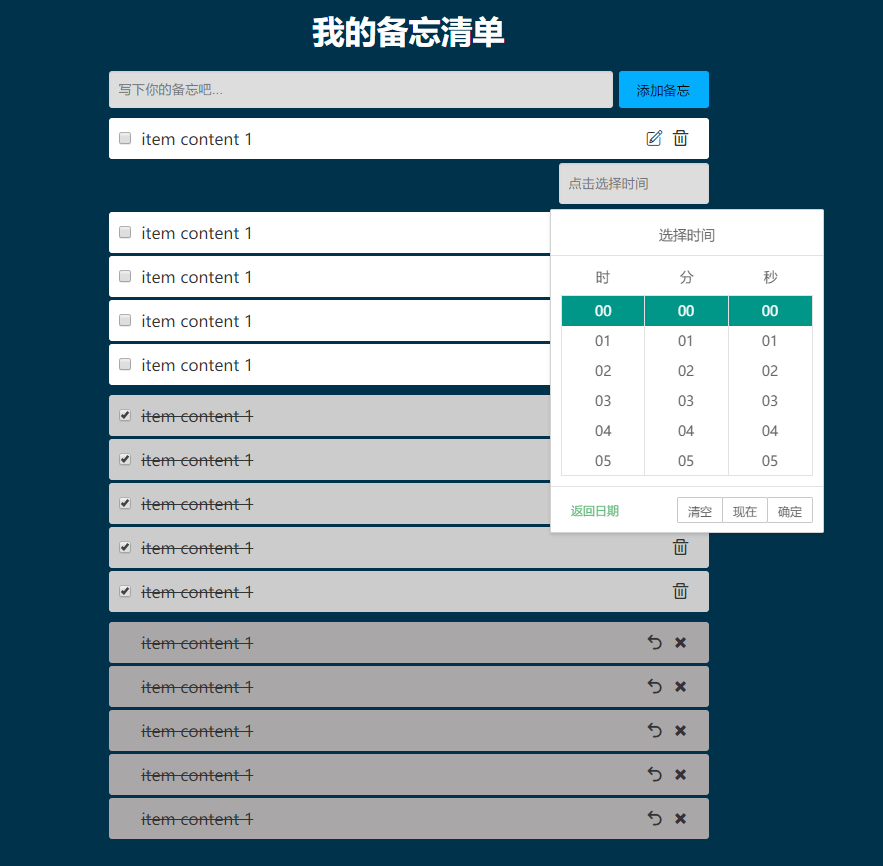 我的备忘清单
写下你的备忘吧...
添加备忘
item content 1
点击选择时间
item content 1
item content 1
item content 1
item content 1
选择时间
时 分 秒
00 00 00
01 01 01
02 02 02
03 03 03
04 04 04
05 05 05
返回日期
清空 现在 确定
item content 1
item content 1
item content 1
item content 1
item content 1
item content 1
item content 1
item content 1
item content 1
item content 1